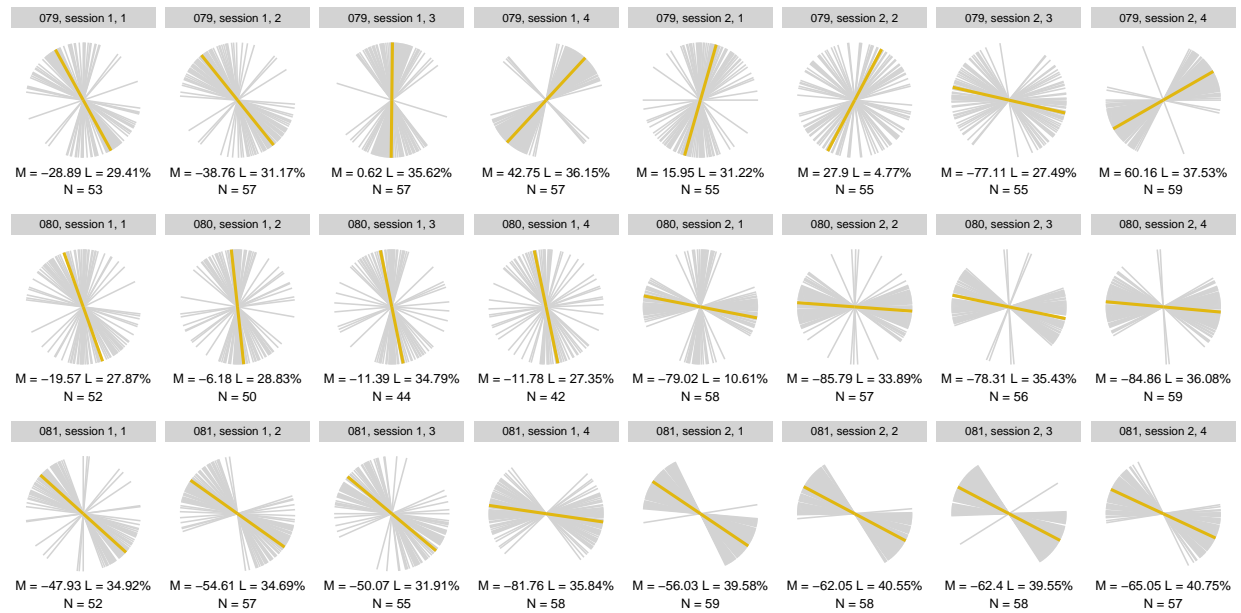 079, session 1, 1
079, session 1, 2
079, session 1, 3
079, session 1, 4
079, session 2, 1
079, session 2, 2
079, session 2, 3
079, session 2, 4
M = −28.89 L = 29.41%
N = 53
M = −38.76 L = 31.17%
N = 57
M = 0.62 L = 35.62%
N = 57
M = 42.75 L = 36.15%
N = 57
M = 15.95 L = 31.22%
N = 55
M = 27.9 L = 4.77%
N = 55
M = −77.11 L = 27.49%
N = 55
M = 60.16 L = 37.53%
N = 59
080, session 1, 1
080, session 1, 2
080, session 1, 3
080, session 1, 4
080, session 2, 1
080, session 2, 2
080, session 2, 3
080, session 2, 4
M = −19.57 L = 27.87%
N = 52
M = −6.18 L = 28.83%
N = 50
M = −11.39 L = 34.79%
N = 44
M = −11.78 L = 27.35%
N = 42
M = −79.02 L = 10.61%
N = 58
M = −85.79 L = 33.89%
N = 57
M = −78.31 L = 35.43%
N = 56
M = −84.86 L = 36.08%
N = 59
081, session 1, 1
081, session 1, 2
081, session 1, 3
081, session 1, 4
081, session 2, 1
081, session 2, 2
081, session 2, 3
081, session 2, 4
M = −47.93 L = 34.92%
N = 52
M = −54.61 L = 34.69%
N = 57
M = −50.07 L = 31.91%
N = 55
M = −81.76 L = 35.84%
N = 58
M = −56.03 L = 39.58%
N = 59
M = −62.05 L = 40.55%
N = 58
M = −62.4 L = 39.55%
N = 58
M = −65.05 L = 40.75%
N = 57